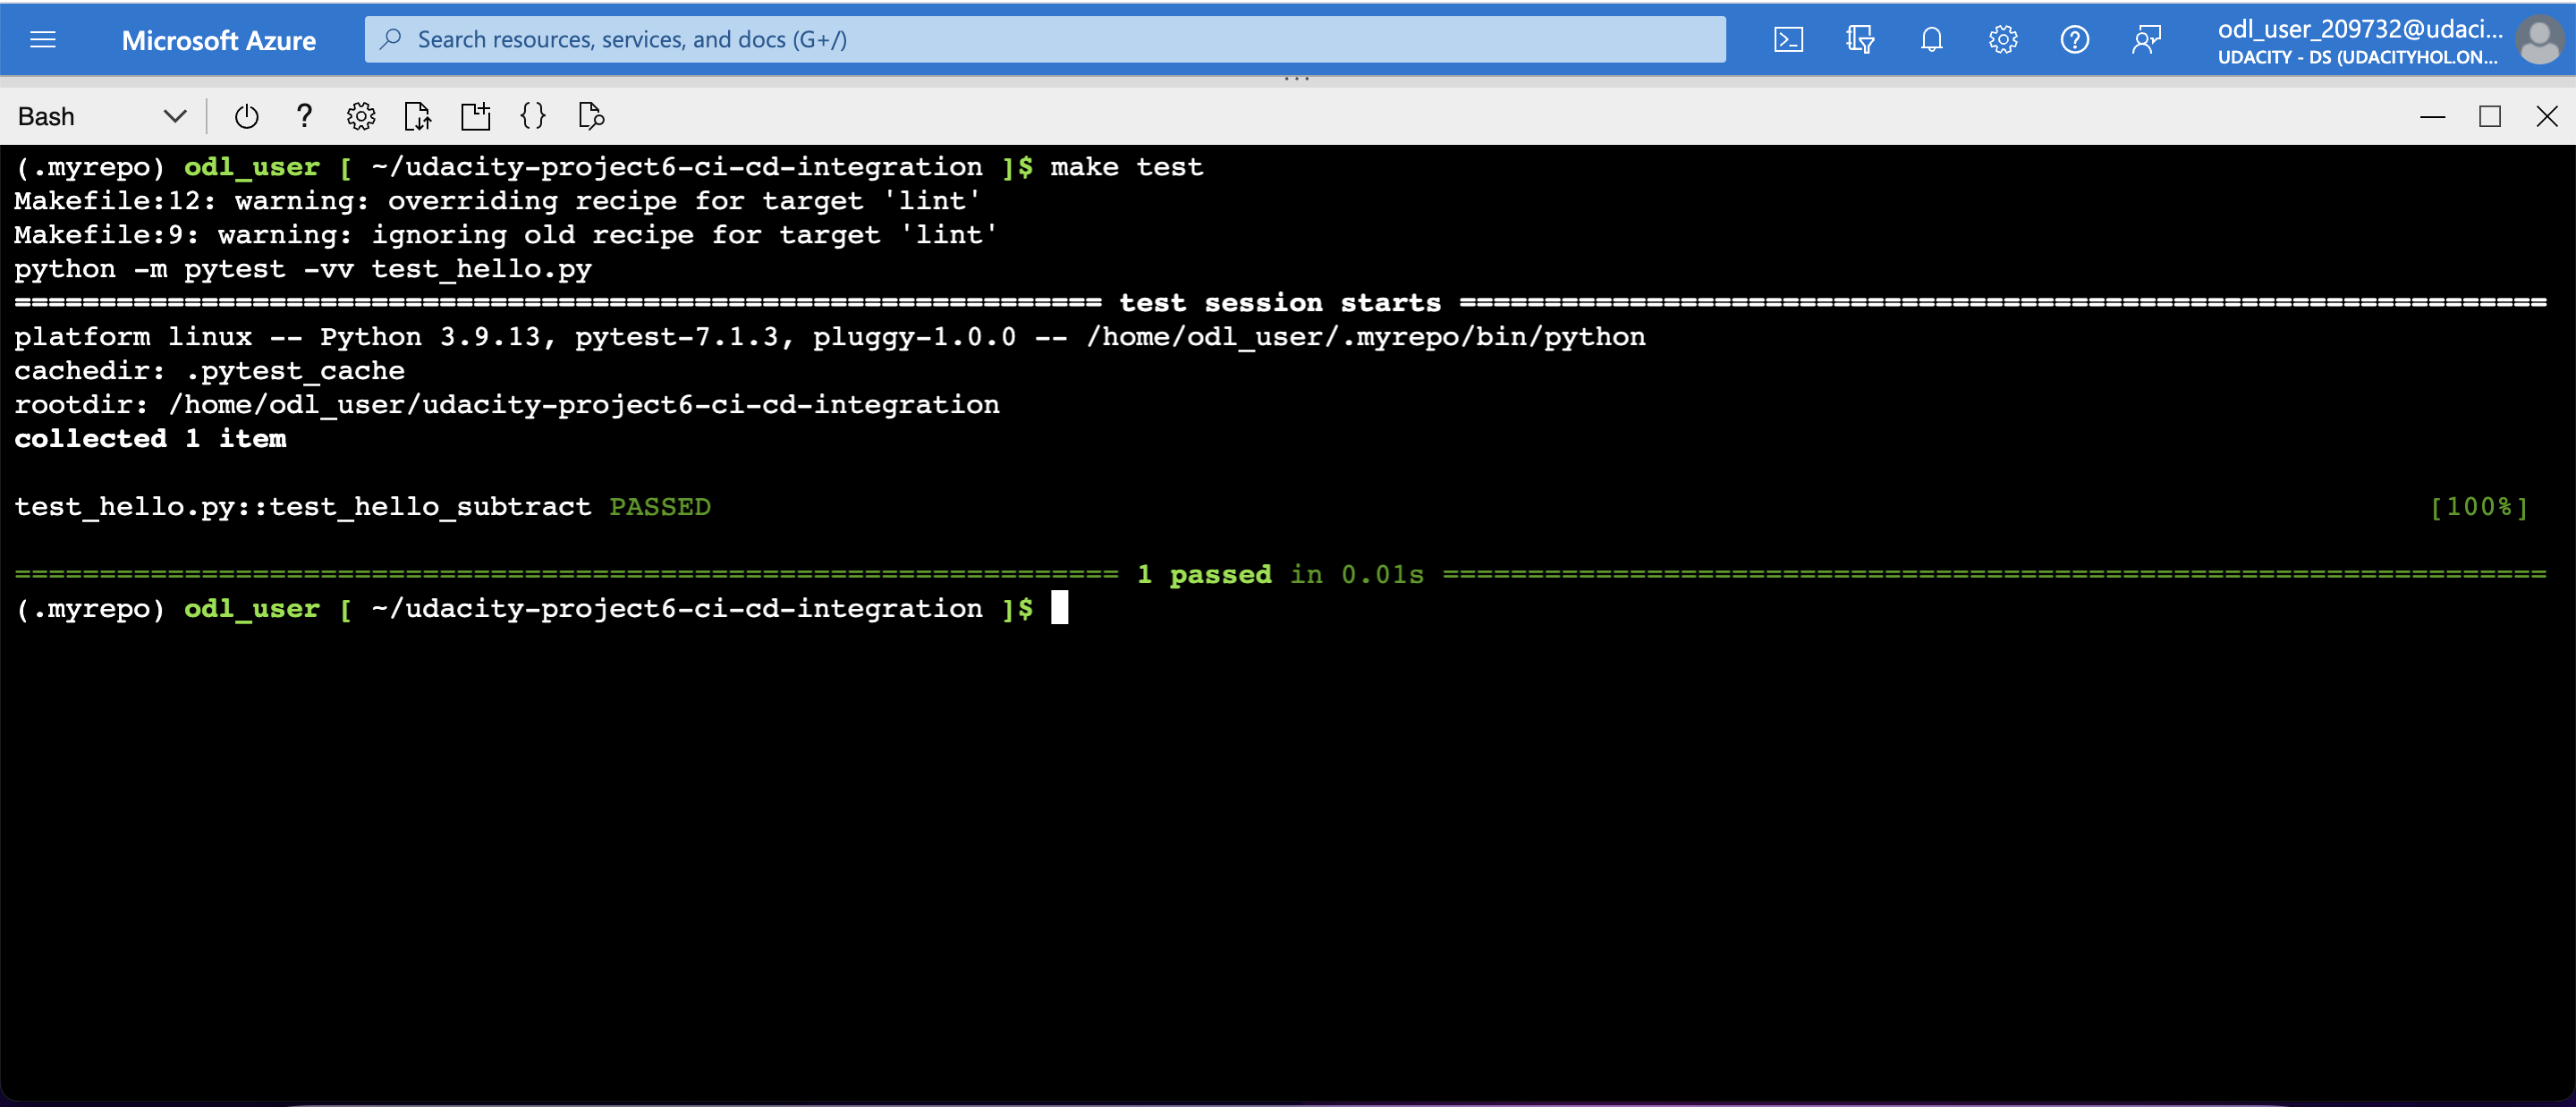 Microsoft Azure
Search resources, services, and docs (G+/)
odl_user_209732@udaci...
UDACITY - DS (UDACITYHOL.ON...
Bash
(.myrepo) odl_user [ ~/udacity-project6-ci-cd-integration ]$ make test
Makefile:12: warning: overriding recipe for target 'lint'
Makefile:9: warning: ignoring old recipe for target 'lint'
python -m pytest -vv test_hello.py
================================================================ test session starts ================================================================
platform linux -- Python 3.9.13, pytest-7.1.3, pluggy-1.0.0 -- /home/odl_user/.myrepo/bin/python
cachedir: .pytest_cache
rootdir: /home/odl_user/udacity-project6-ci-cd-integration
collected 1 item
test_hello.py::test_hello_subtract PASSED [100%]
================================================================= 1 passed in 0.01s =================================================================
(.myrepo) odl_user [ ~/udacity-project6-ci-cd-integration ]$